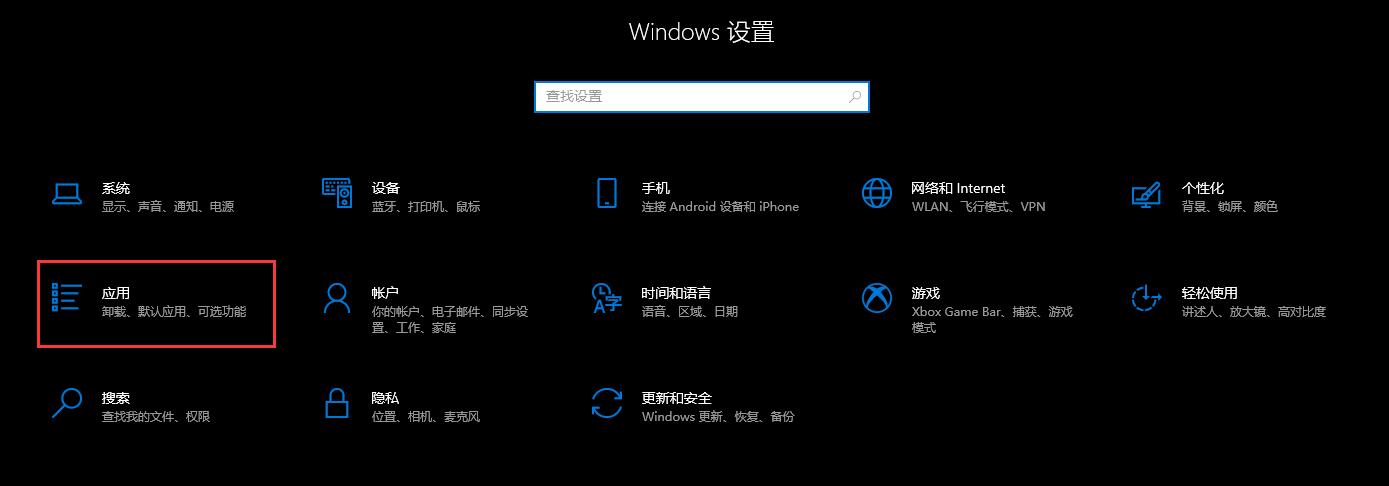 Windows 设置
查找设置
系统
显示、声音、通知、电源
设备
蓝牙、打印机、鼠标
手机
连接 Android 设备和 iPhone
网络和 Internet
WLAN、飞行模式、VPN
个性化
背景、锁屏、颜色
应用
卸载、默认应用、可选功能
帐户
你的帐户、电子邮件、同步设
置、工作、家庭
时间和语言
语音、区域、日期
游戏
Xbox Game Bar、捕获、游戏
模式
轻松使用
讲述人、放大镜、高对比度
搜索
查找我的文件、权限
隐私
位置、相机、麦克风
更新和安全
Windows 更新、恢复、备份